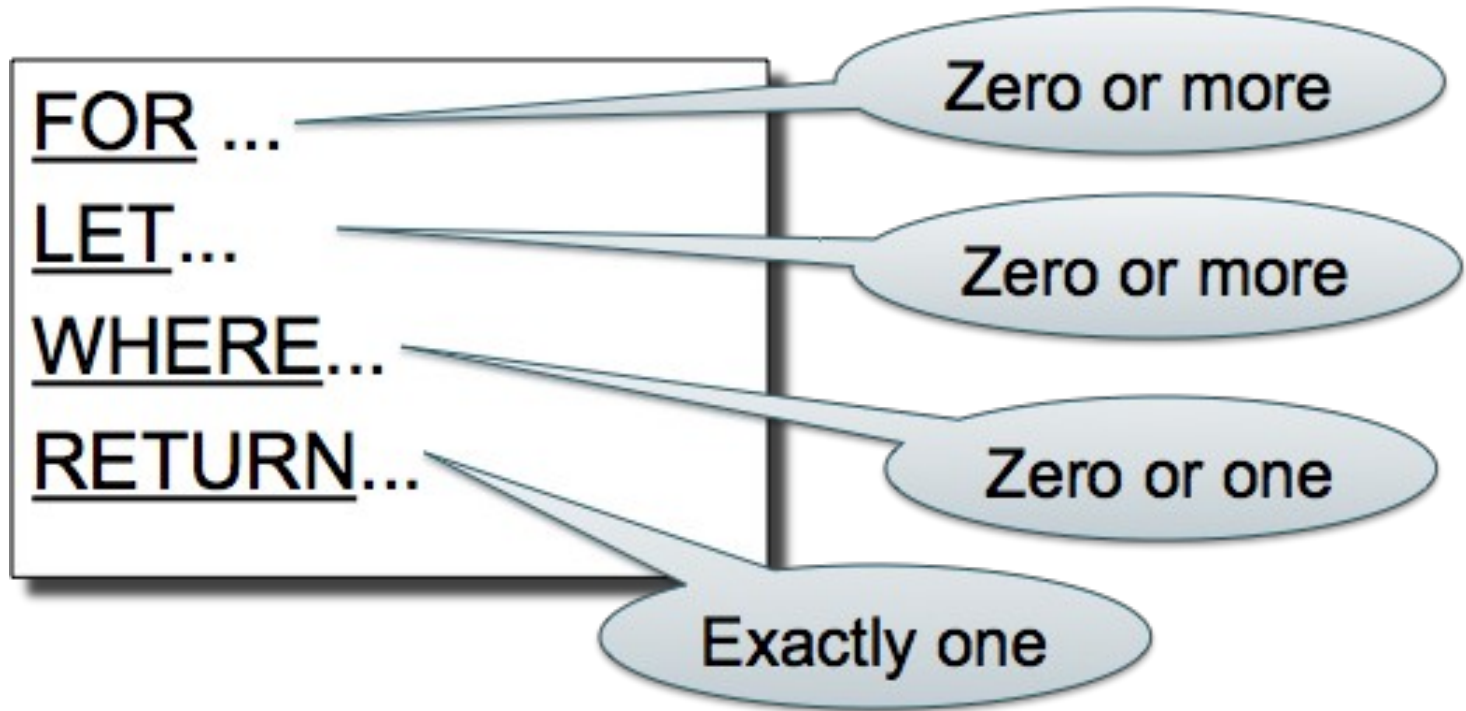 FOR ...
Zero or more
LET...
Zero or more
WHERE...
Zero or one
RETURN...
Exactly one